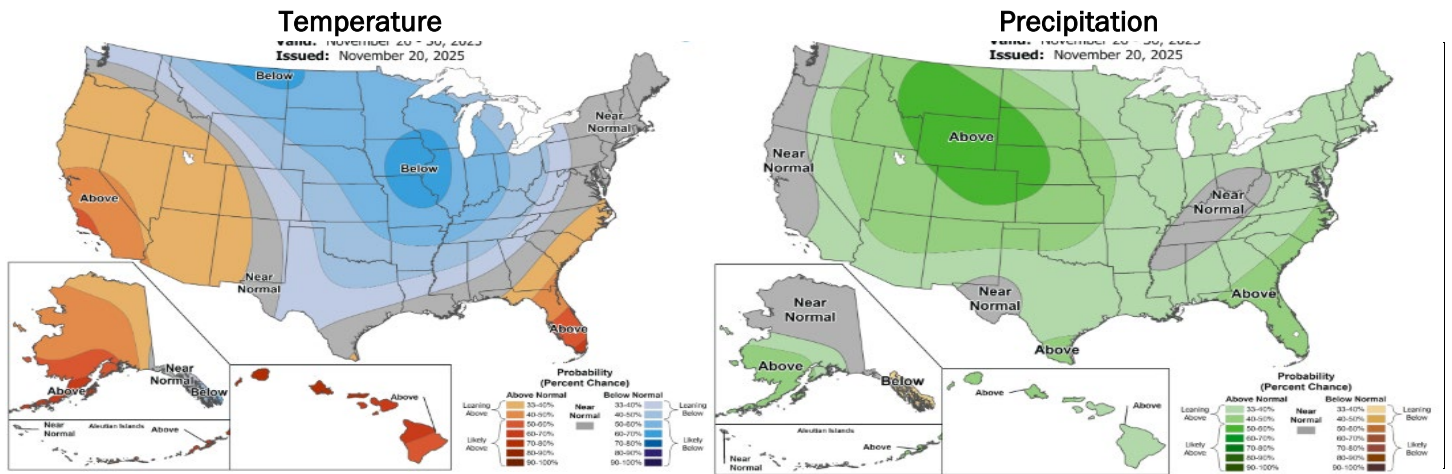 Temperature
Valid: November 26 - 30, 2025
Issued: November 20, 2025
Below
Near
Normal
Below
Above
Near
Normal
Above
Near
Normal
Below
Above
Near
Normal
Aleutian Islands
Above
Above
Probability
(Percent Chance)
Above Normal
Below Normal
Leaning
Above
33-40%
40-50%
50-60%
60-70%
70-80%
80-90%
90-100%
Likely
Above
Near
Normal
33-40%
40-50%
50-60%
60-70%
70-80%
80-90%
90-100%
Leaning
Below
Likely
Below
Precipitation
Issued: November 20, 2025
Above
Near
Normal
Near
Normal
Near
Normal
Above
Above
Near
Normal
Above
Below
Near
Normal
Aleutian Islands
Above
Above
Above
Probability
(Percent Chance)
Above Normal
Below Normal
Leaning
Above
33-40%
40-50%
50-60%
60-70%
70-80%
80-90%
90-100%
Likely
Above
Near
Normal
33-40%
40-50%
50-60%
60-70%
70-80%
80-90%
90-100%
Leaning
Below
Likely
Below